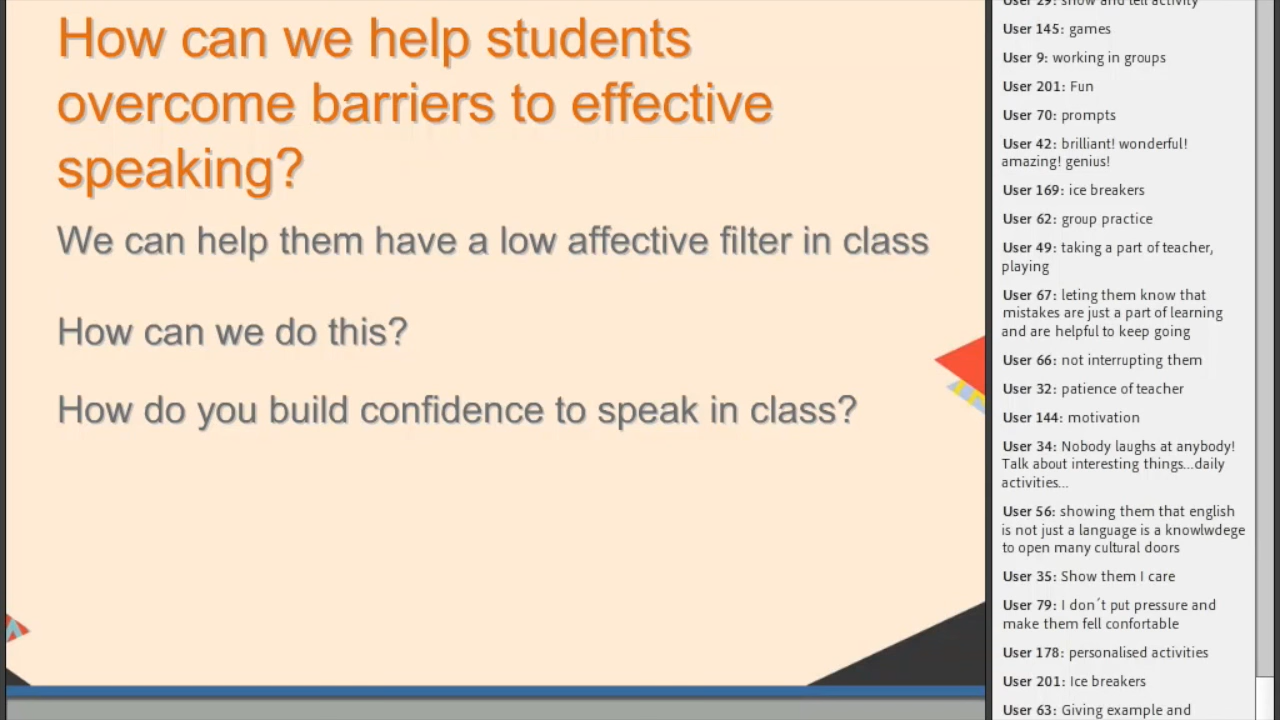 How can we help students
overcome barriers to effective
speaking?
We can help them have a low affective filter in class
How can we do this?
How do you build confidence to speak in class?
User 29: show and tell activity
User 145: games
User 9: working in groups
User 201: Fun
User 70: prompts
User 42: brilliant! wonderful!
amazing! genius!
User 169: ice breakers
User 62: group practice
User 49: taking a part of teacher,
playing
User 67: leting them know that
mistakes are just a part of learning
and are helpful to keep going
User 66: not interrupting them
User 32: patience of teacher
User 144: motivation
User 34: Nobody laughs at anybody!
Talk about interesting things...daily
activities...
User 56: showing them that english
is not just a language is a knowlwdege
to open many cultural doors
User 35: Show them I care
User 79: I don´t put pressure and
make them fell confortable
User 178: personalised activities
User 201: Ice breakers
User 63: Giving example and